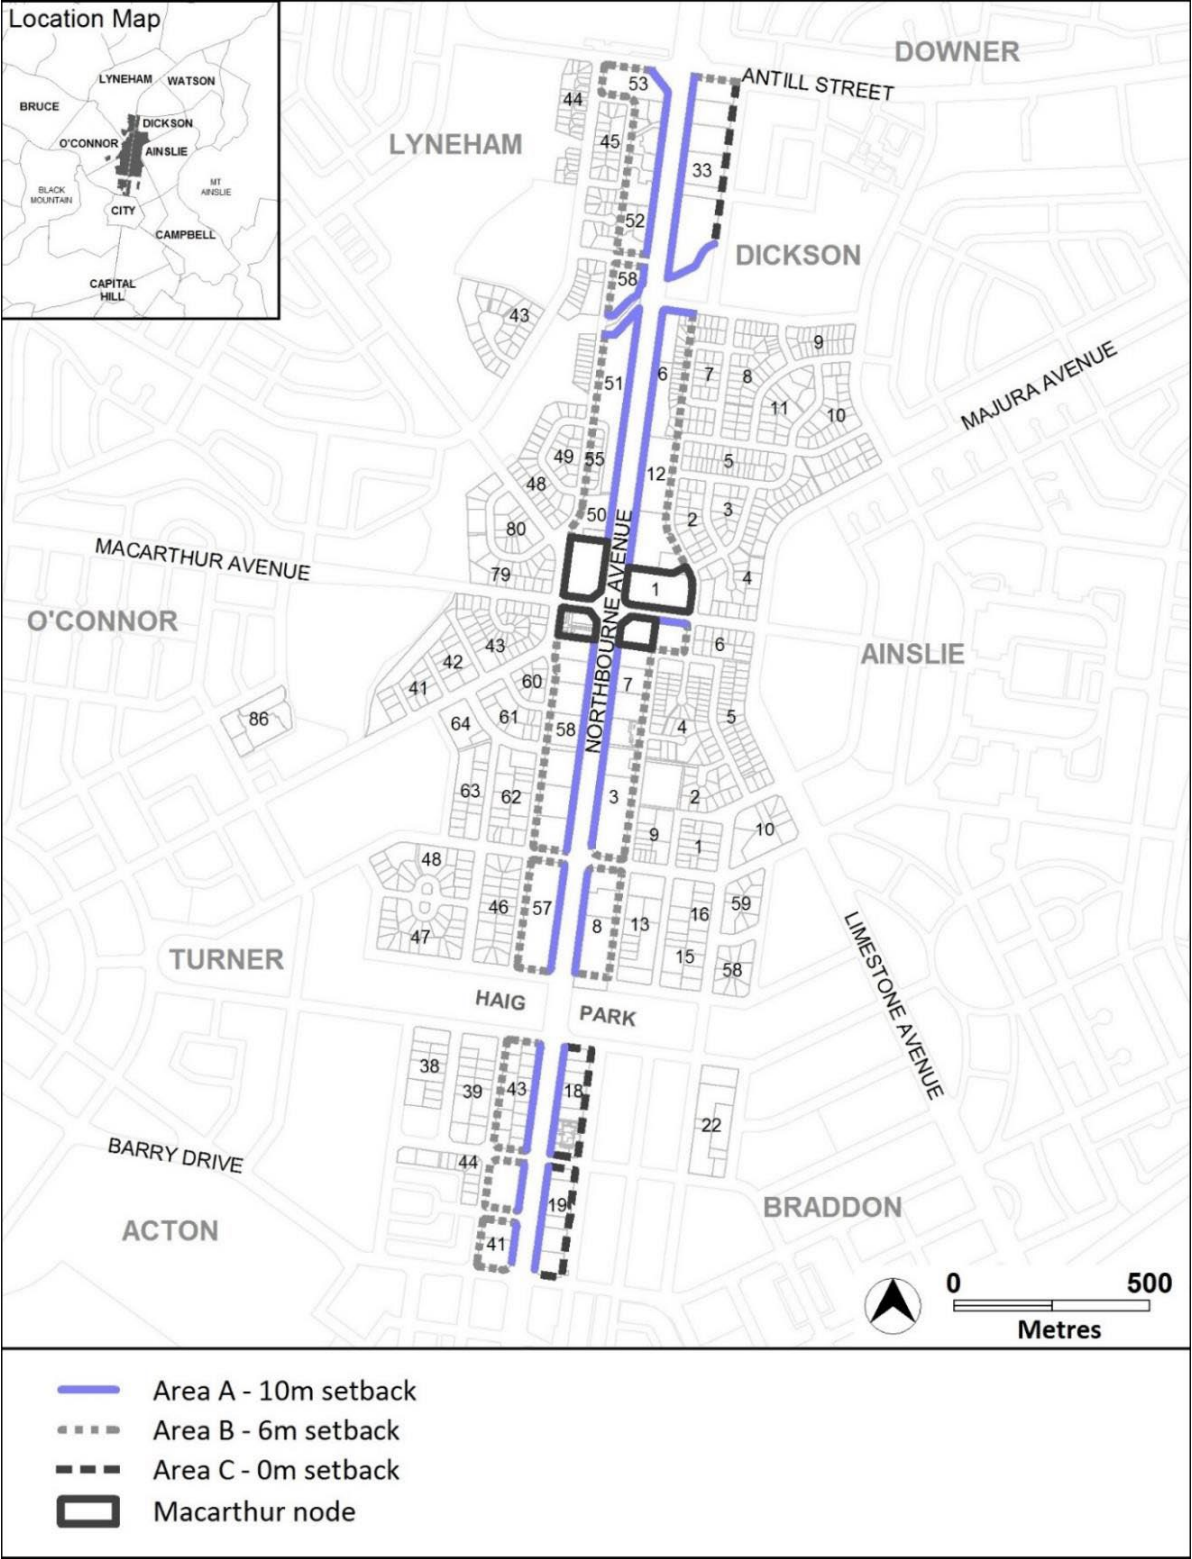 Location Map
LYNEHAM
WATSON
BRUCE
DICKSON
O'CONNOR
AINSLIE
BLACK
MOUNTAIN
MT
AINSLIE
CITY
CAMPBELL
CAPITAL
HILL
DOWNER
ANTILL STREET
53
44
LYNEHAM
45
33
52
DICKSON
58
43
9
51
6
7
8
MAJURA AVENUE
11
10
49
55
5
48
12
50
3
2
80
MACARTHUR AVENUE
79
4
1
O'CONNOR
NORTHBOURNE AVENUE
43
6
AINSLIE
42
41
60
7
86
64
61
58
4
5
63
62
3
2
9
1
10
48
46
57
8
13
16
59
47
15
58
TURNER
LIMESTONE AVENUE
HAIG
PARK
38
39
43
18
22
BARRY DRIVE
44
19
BRADDON
ACTON
41
0
500
Metres
Area A - 10m setback
Area B - 6m setback
Area C - 0m setback
Macarthur node